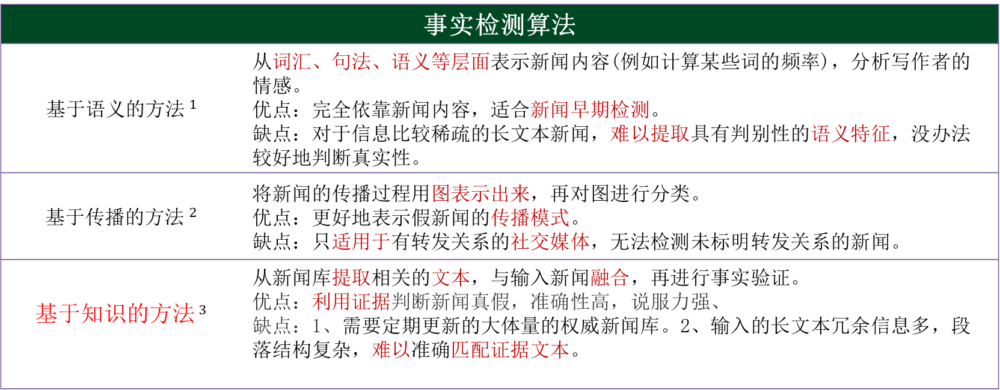 事实检测算法
基于语义的方法 1
从词汇、句法、语义等层面表示新闻内容(例如计算某些词的频率)，分析写作者的
情感。
优点：完全依靠新闻内容，适合新闻早期检测。
缺点：对于信息比较稀疏的长文本新闻，难以提取具有判别性的语义特征，没办法
较好地判断真实性。
基于传播的方法 2
将新闻的传播过程用图表示出来，再对图进行分类。
优点：更好地表示假新闻的传播模式。
缺点：只适用于有转发关系的社交媒体，无法检测未标明转发关系的新闻。
基于知识的方法 3
从新闻库提取相关的文本，与输入新闻融合，再进行事实验证。
优点：利用证据判断新闻真假，准确性高，说服力强、
缺点：1、需要定期更新的大体量的权威新闻库。2、输入的长文本冗余信息多，段
落结构复杂，难以准确匹配证据文本。